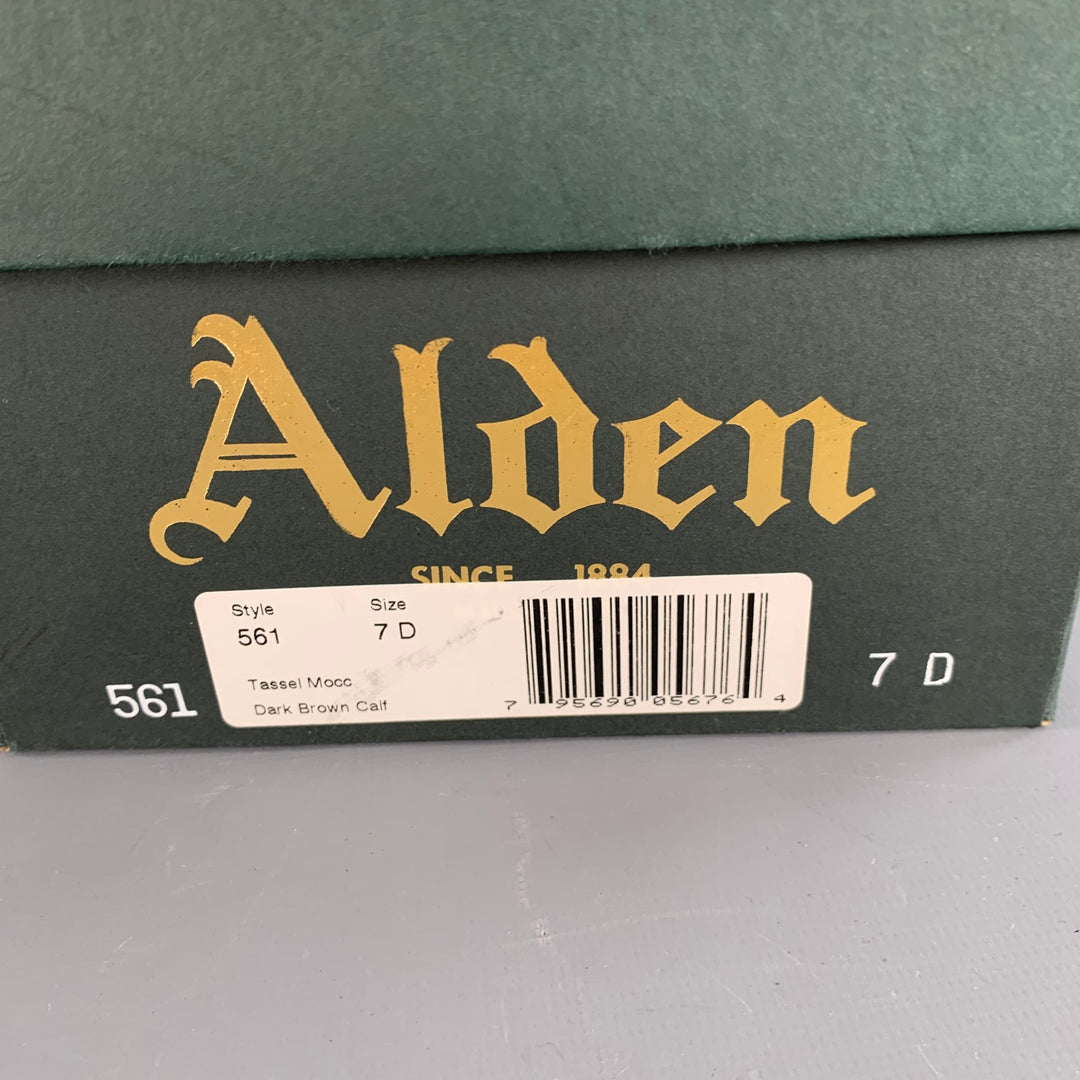 Alden
SINCE 1884
Style Size
561 7 D
Tassel Mocc
Dark Brown Calf
7 95690 05676 4
561
7 D